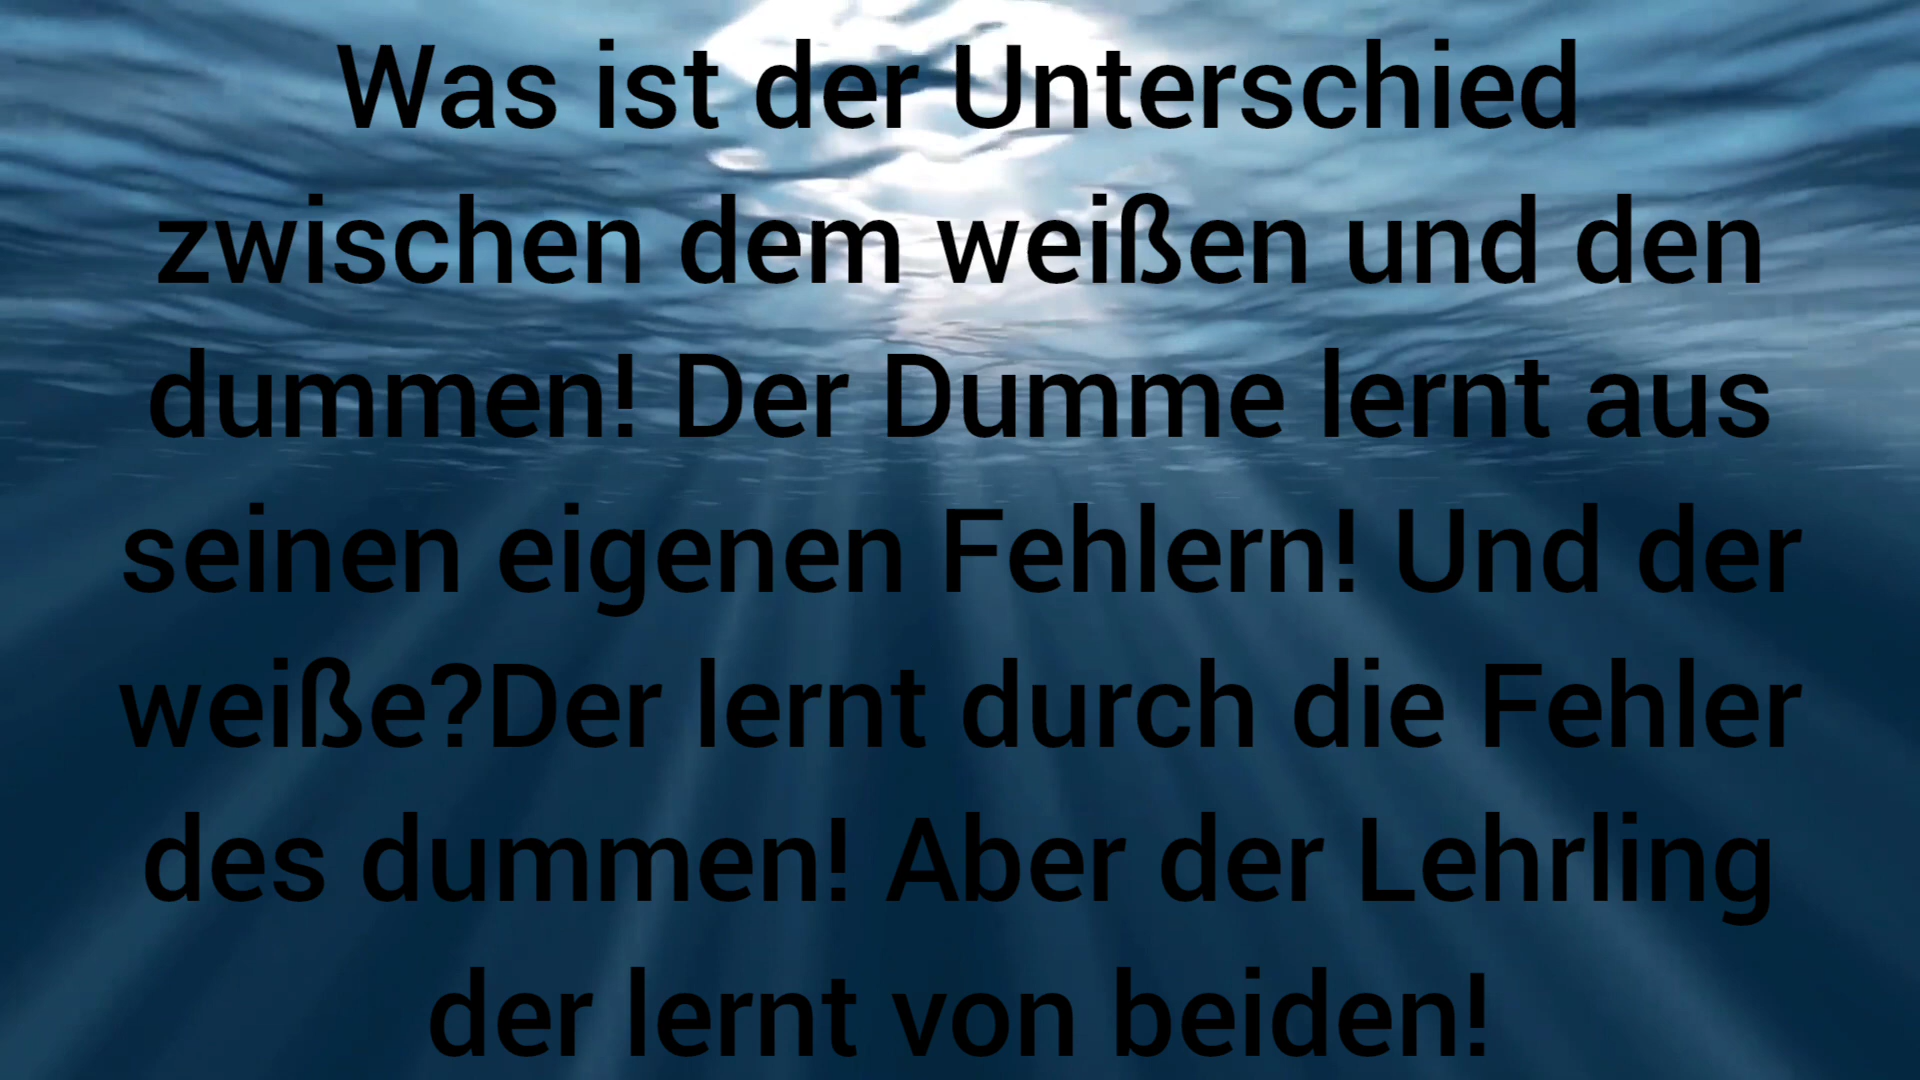 Was ist der Unterschied
zwischen dem weißen und den
dummen! Der Dumme lernt aus
seinen eigenen Fehlern! Und der
weiße?Der lernt durch die Fehler
des dummen! Aber der Lehrling
der lernt von beiden!